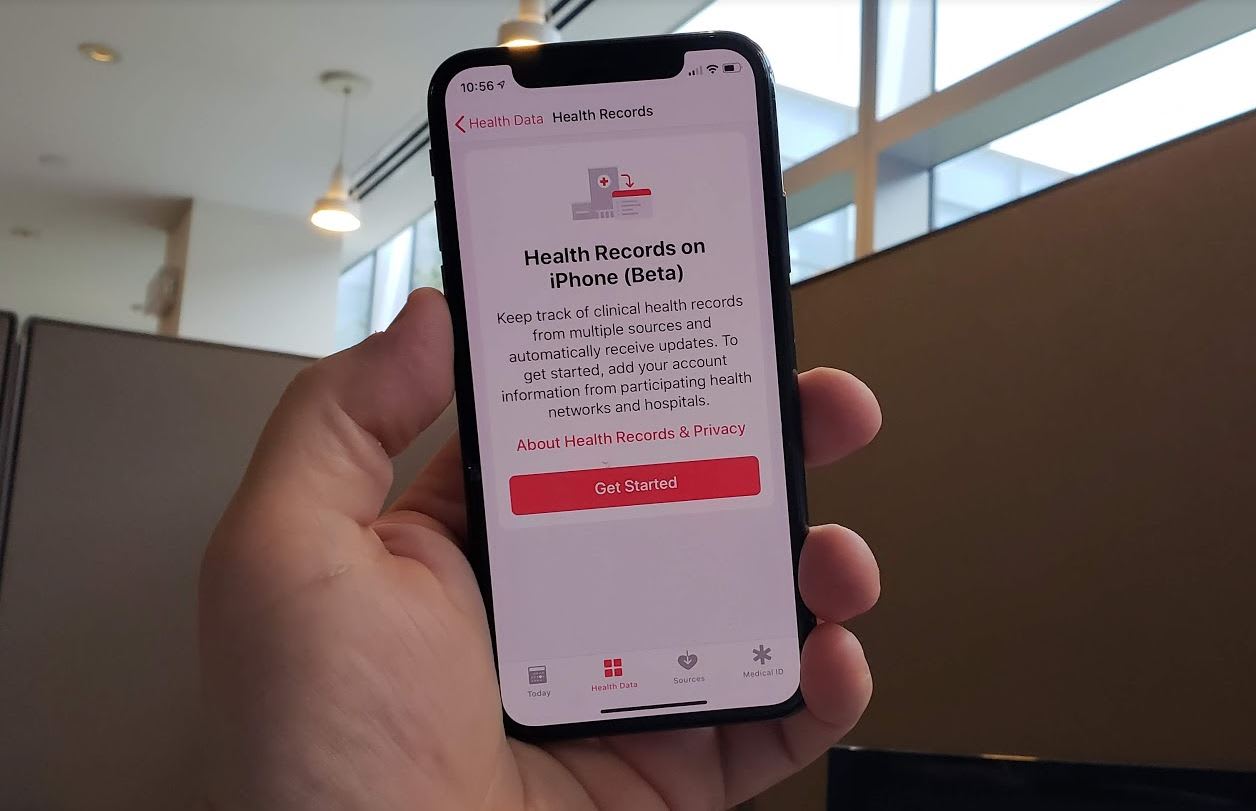 10:56
Health Data Health Records
Health Records on
iPhone (Beta)
Keep track of clinical health records
from multiple sources and
automatically receive updates. To
get started, add your account
information from participating health
networks and hospitals.
About Health Records & Privacy
Get Started
Today Health Data Sources Medical ID